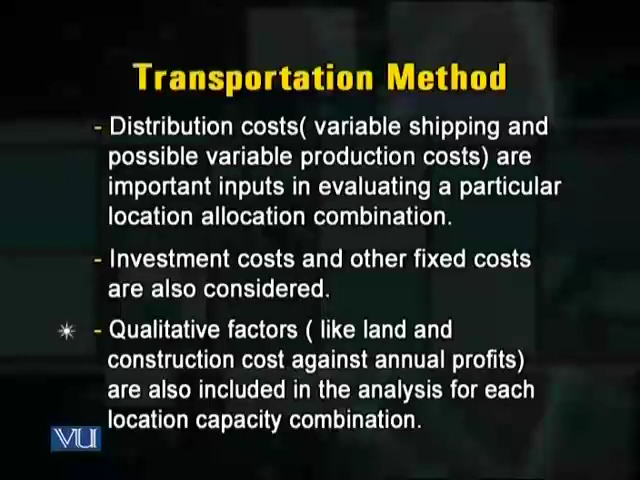 Transportation Method
- Distribution costs( variable shipping and
possible variable production costs) are
important inputs in evaluating a particular
location allocation combination.
- Investment costs and other fixed costs
are also considered.
- Qualitative factors ( like land and
construction cost against annual profits)
are also included in the analysis for each
location capacity combination.
VU